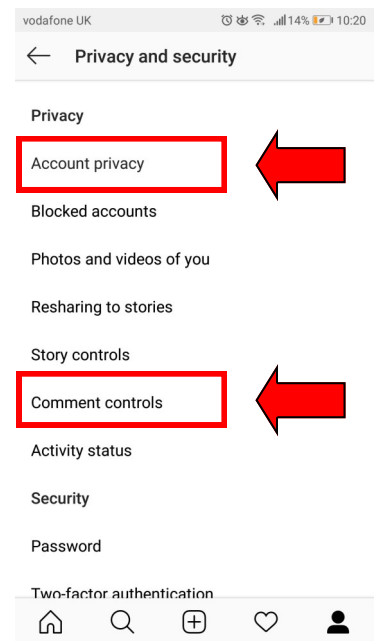 vodafone UK 14% 10:20
Privacy and security
Privacy
Account privacy
Blocked accounts
Photos and videos of you
Resharing to stories
Story controls
Comment controls
Activity status
Security
Password
Two-factor authentication